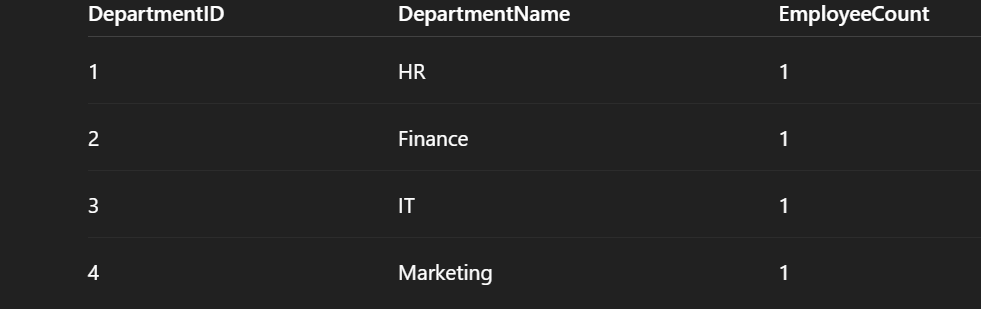 DepartmentID DepartmentName EmployeeCount
1 HR 1
2 Finance 1
3 IT 1
4 Marketing 1